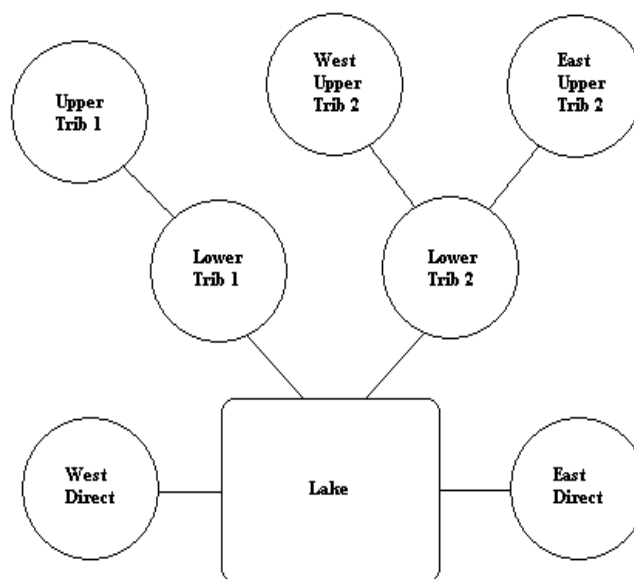 West
Upper
Trib 2
East
Upper
Trib 2
Upper
Trib 1
Lower
Trib 1
Lower
Trib 2
West
Direct
Lake
East
Direct